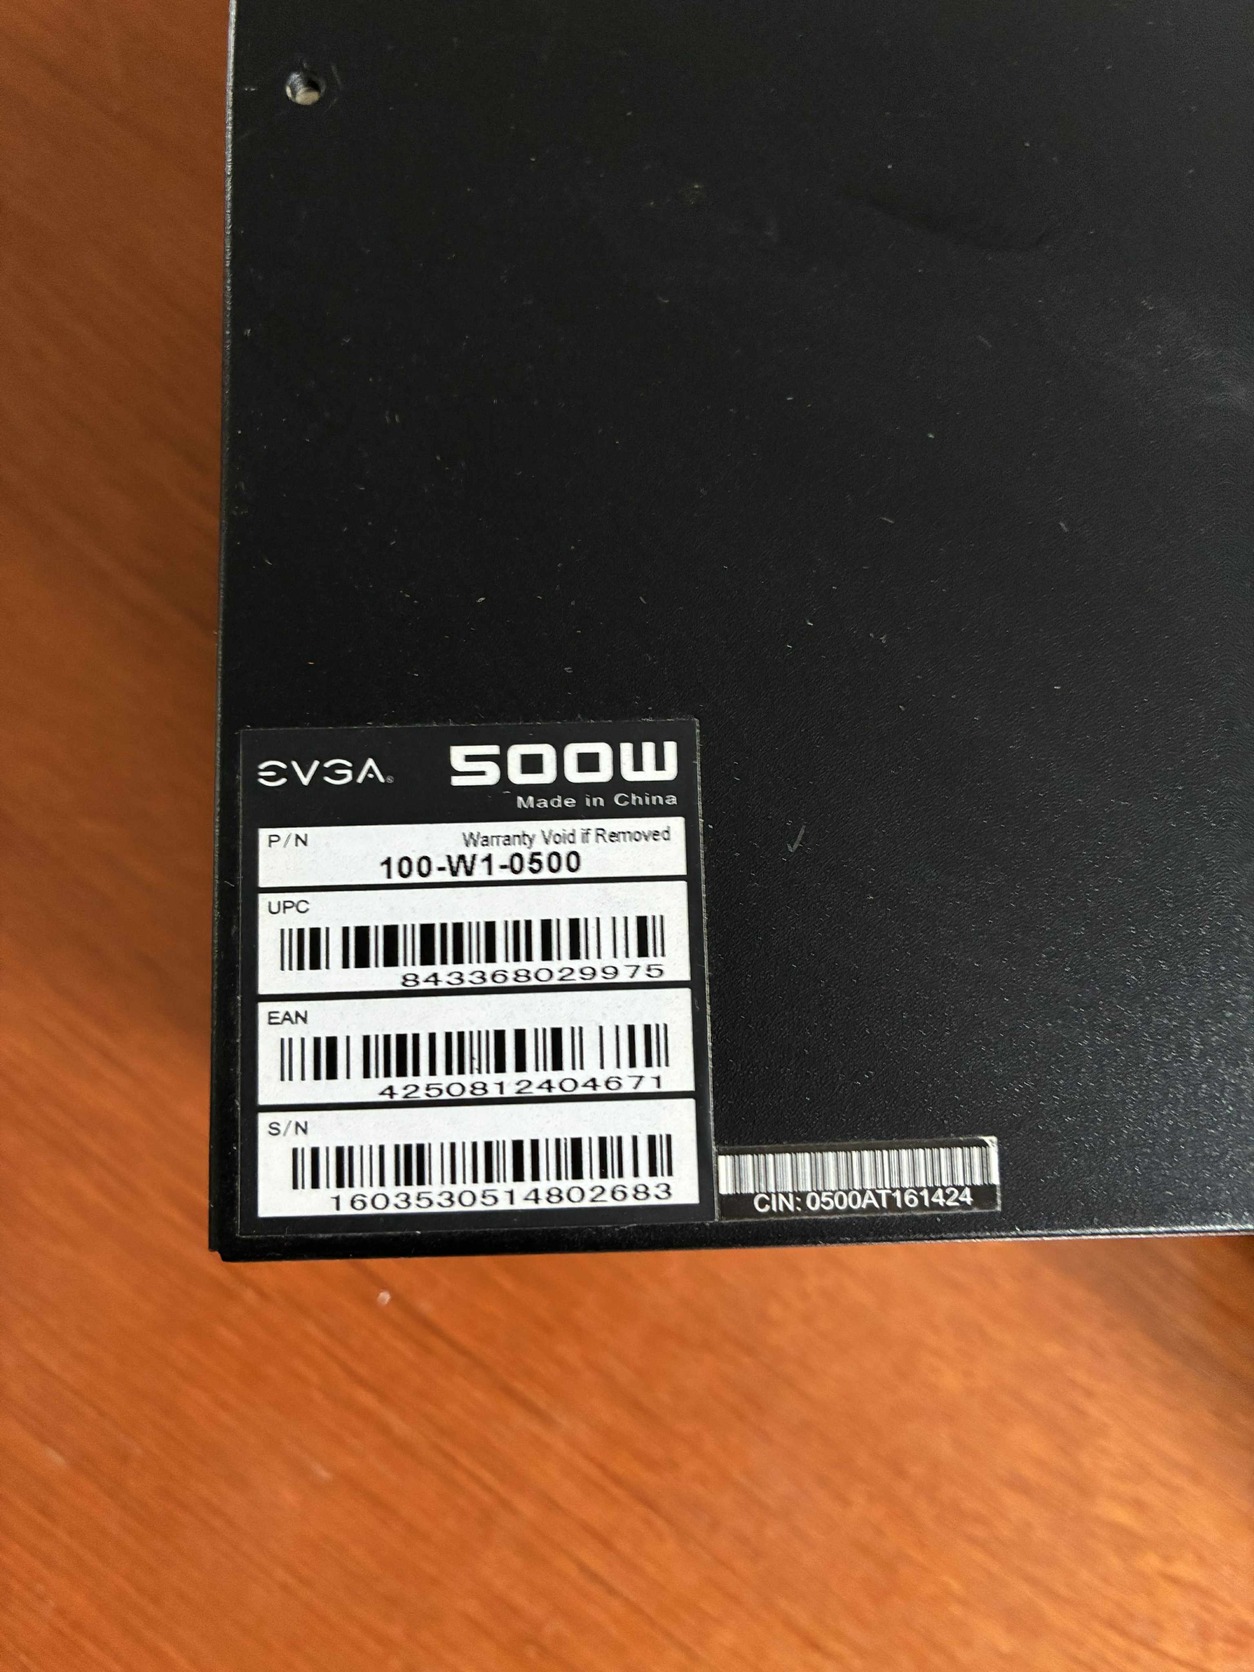 EVGA® 500W
Made in China
P/N Warranty Void if Removed
100-W1-0500
UPC
843368029975
EAN
4250812404671
S/N
1603530514802683
CIN: 0500AT161424